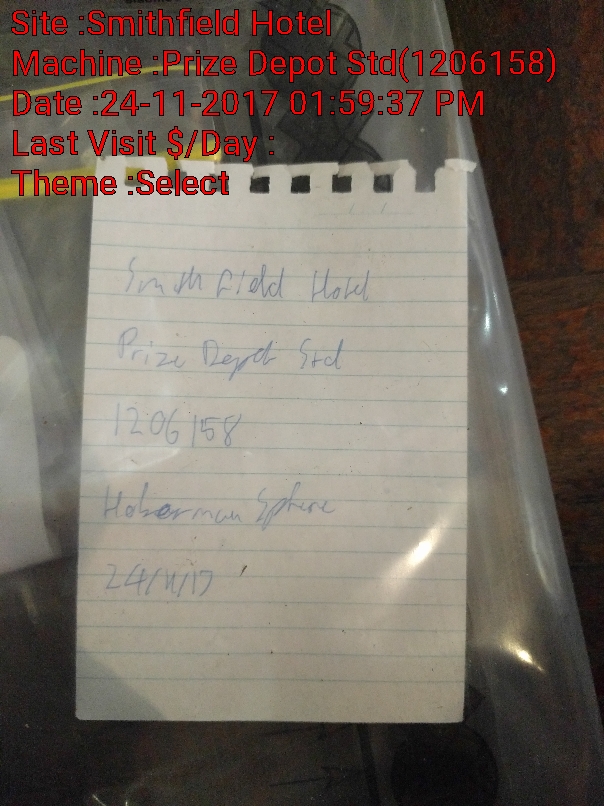 Site :Smithfield Hotel
Machine :Prize Depot Std(1206158)
Date :24-11-2017 01:59:37 PM
Last Visit $/Day :
Theme :Select
Smithfield Hotel
Prize Depot Std
1206158
Hoberman Sphere
24/11/17